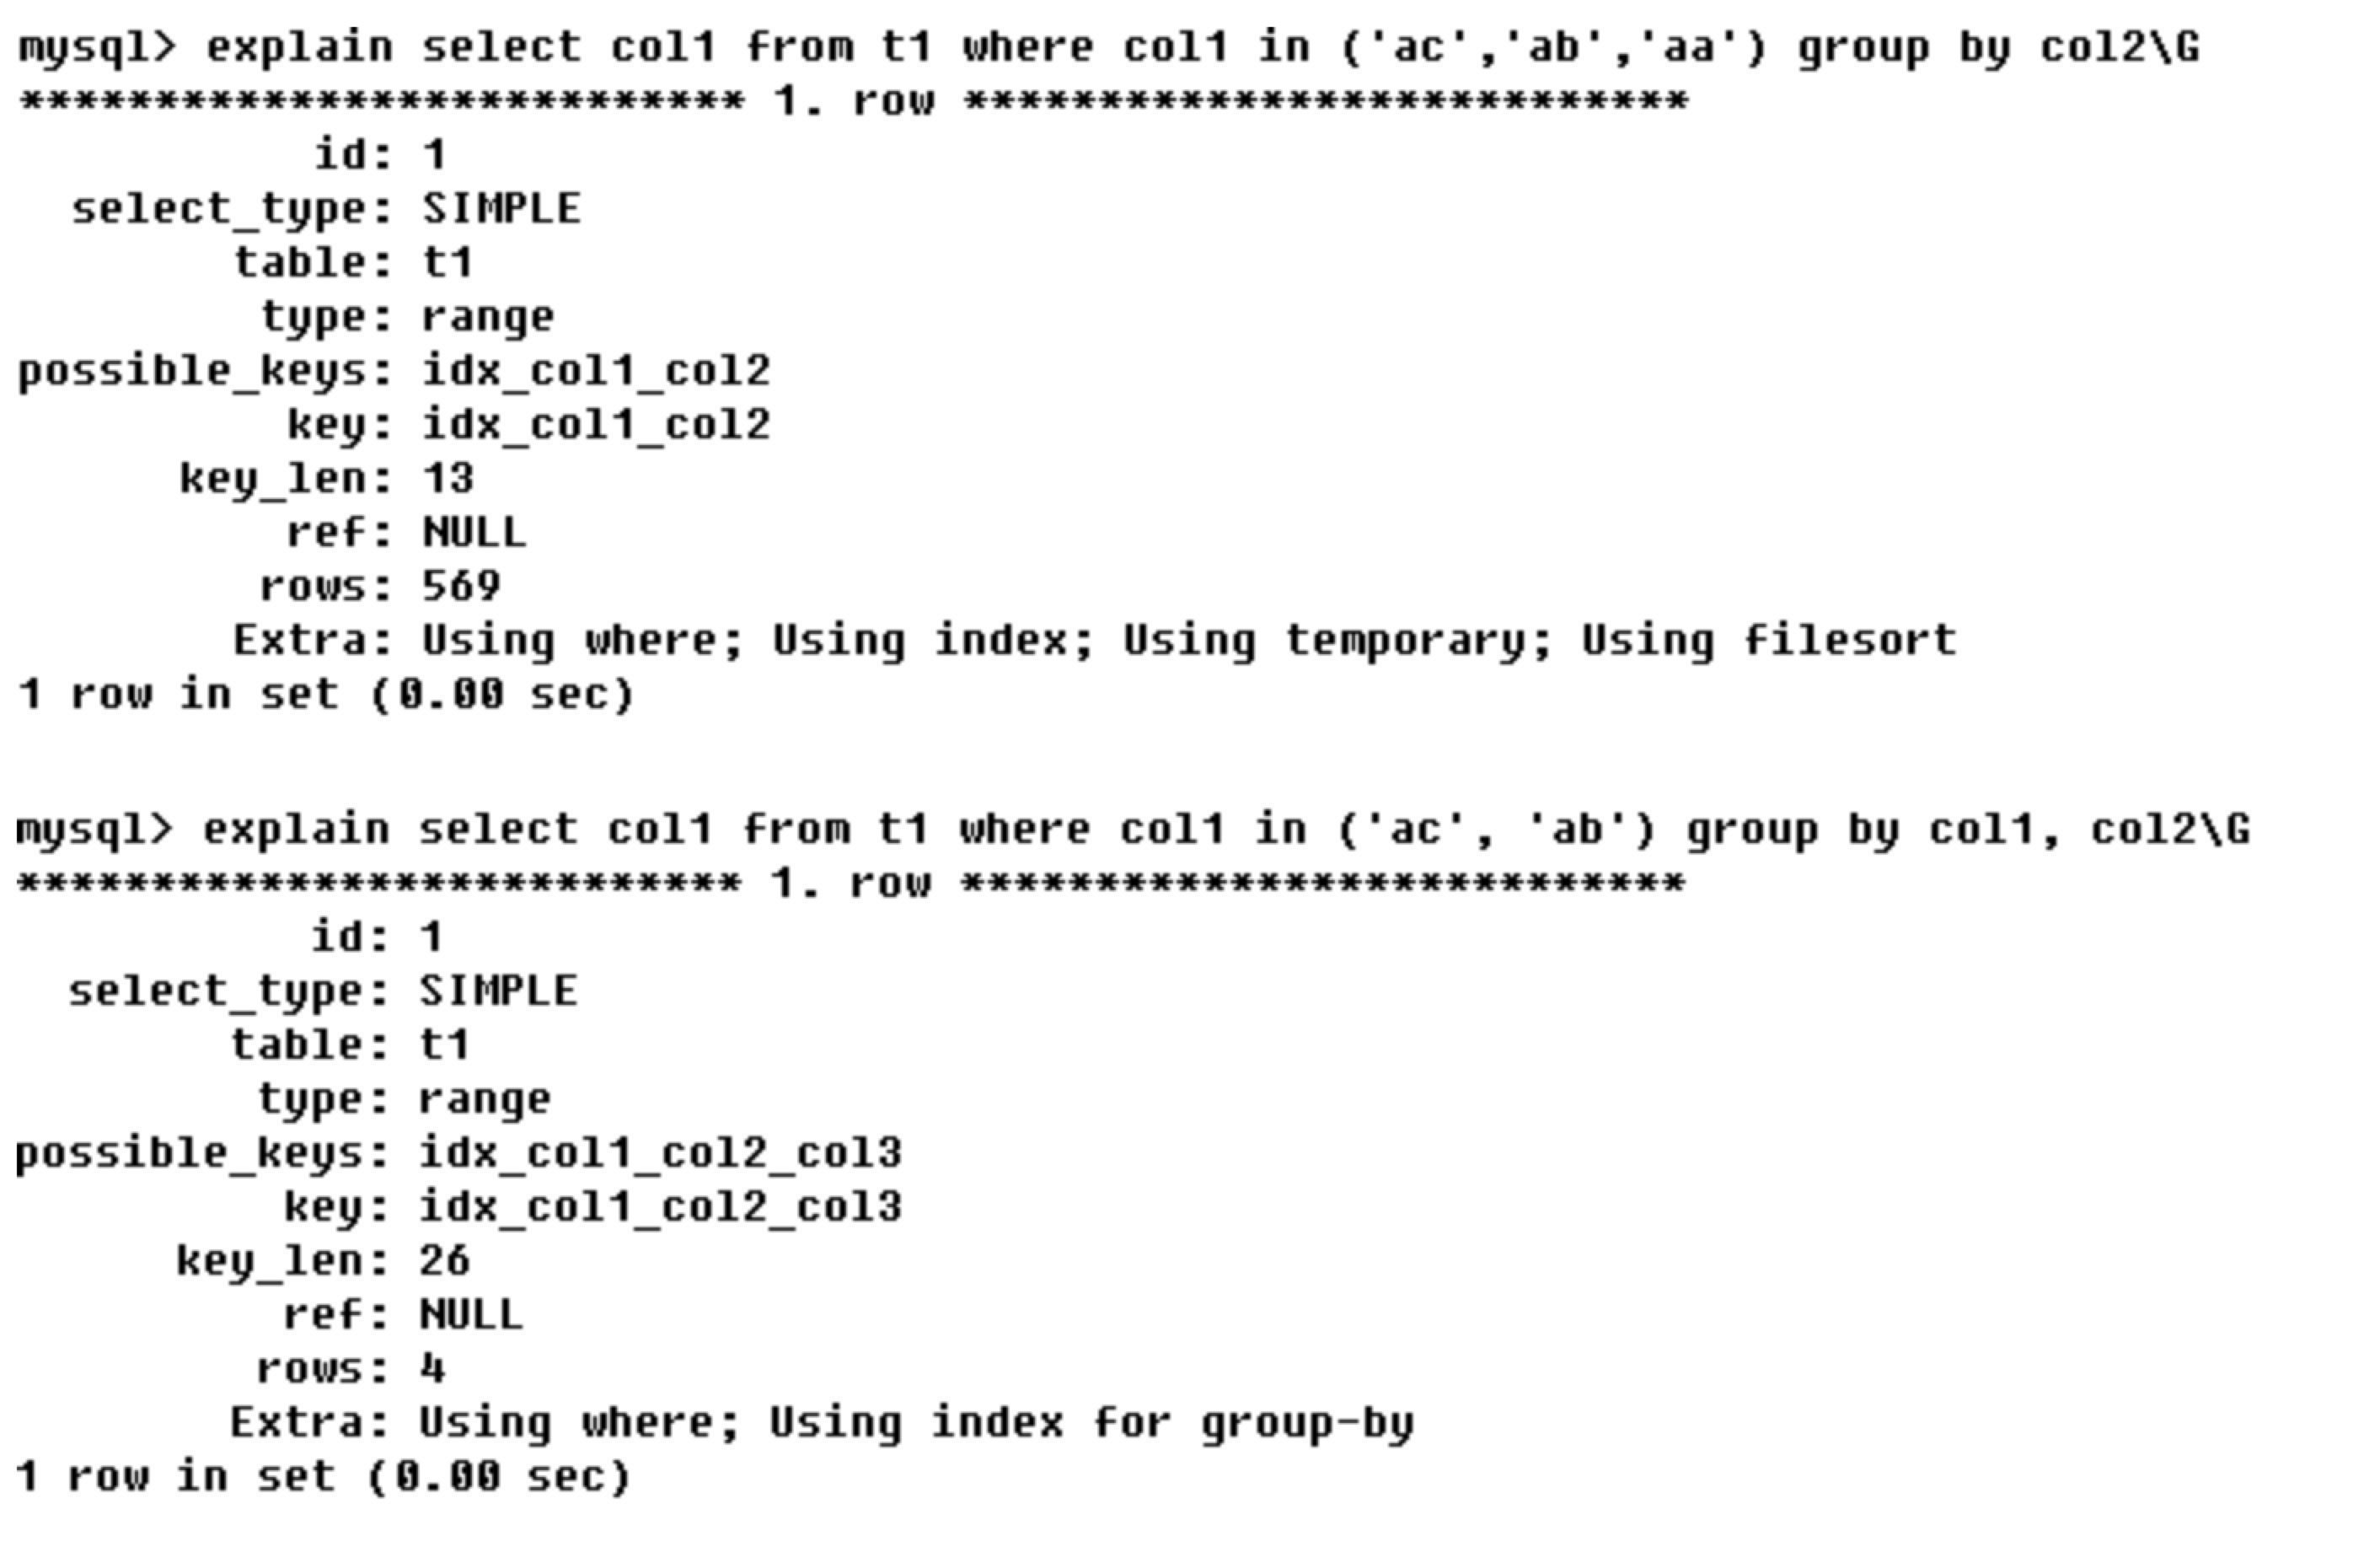 mysql> explain select col1 from t1 where col1 in ('ac','ab','aa') group by col2\G
*************************** 1. row ***************************
id: 1
select_type: SIMPLE
table: t1
type: range
possible_keys: idx_col1_col2
key: idx_col1_col2
key_len: 13
ref: NULL
rows: 569
Extra: Using where; Using index; Using temporary; Using filesort
1 row in set (0.00 sec)
mysql> explain select col1 from t1 where col1 in ('ac', 'ab') group by col1, col2\G
*************************** 1. row ***************************
id: 1
select_type: SIMPLE
table: t1
type: range
possible_keys: idx_col1_col2_col3
key: idx_col1_col2_col3
key_len: 26
ref: NULL
rows: 4
Extra: Using where; Using index for group-by
1 row in set (0.00 sec)